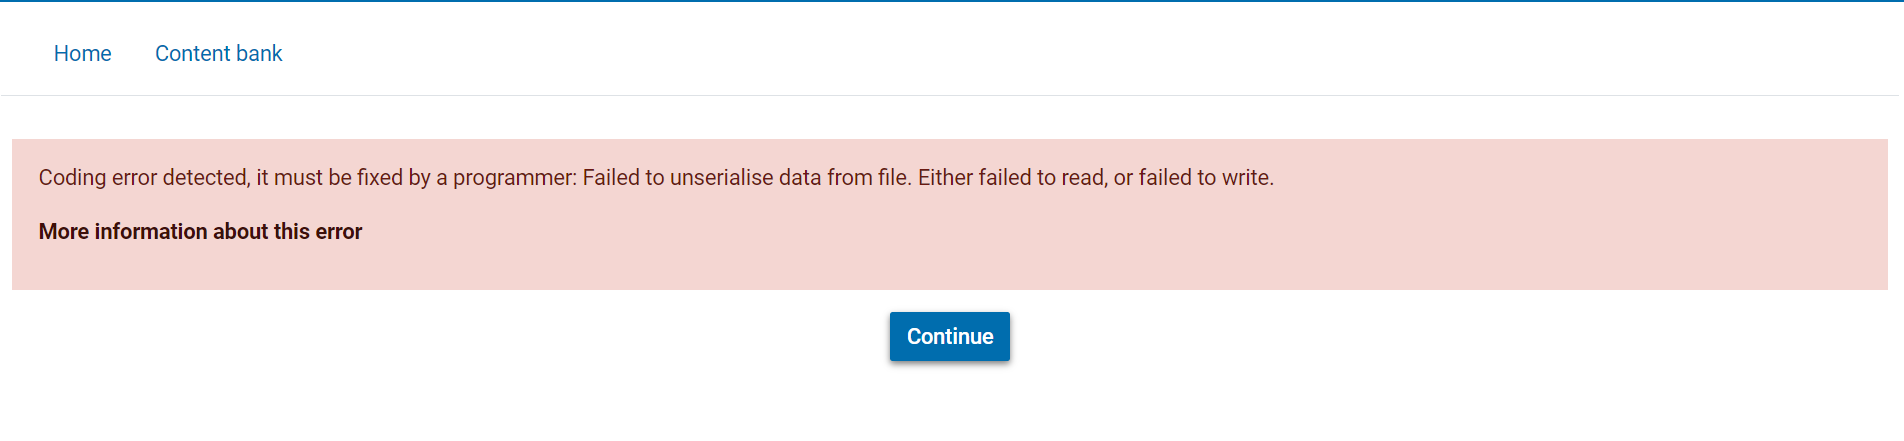 Home Content bank
Coding error detected, it must be fixed by a programmer: Failed to unserialise data from file. Either failed to read, or failed to write.
More information about this error
Continue